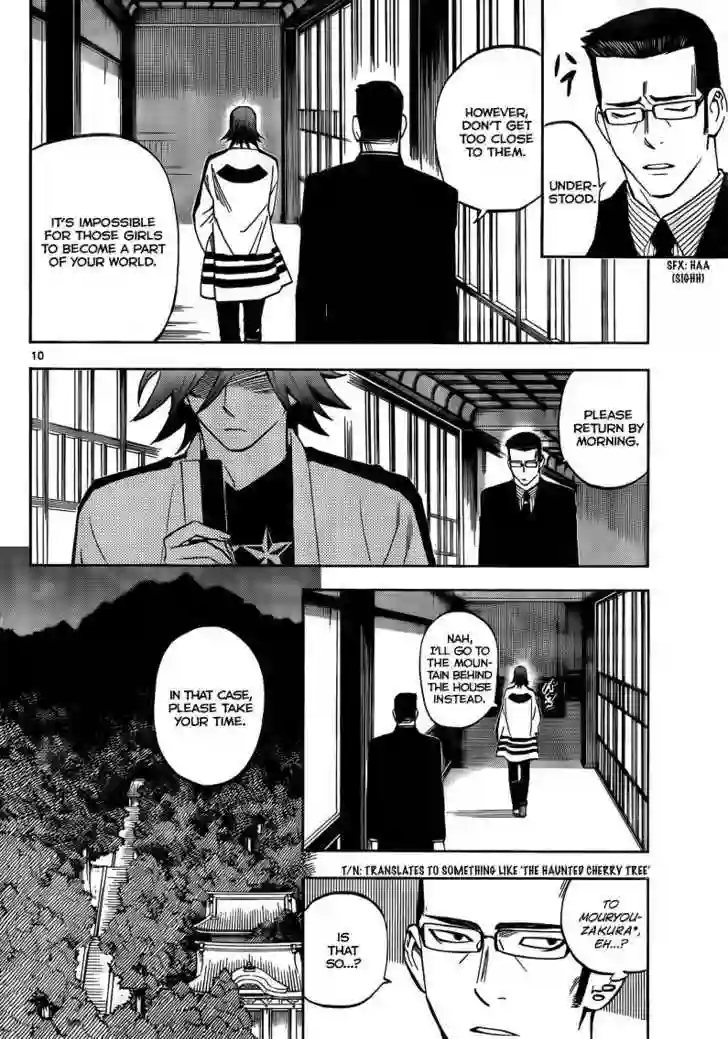 UNDER-
STOOD.
SFX: HAA
(SIGHH)
HOWEVER,
DON'T GET
TOO CLOSE
TO THEM.
IT'S IMPOSSIBLE
FOR THOSE GIRLS
TO BECOME A PART
OF YOUR WORLD.
10
PLEASE
RETURN BY
MORNING.
NAH,
I'LL GO
TO THE
MOUN-
TAIN BEHIND
THE HOUSE
INSTEAD.
IN THAT CASE,
PLEASE TAKE
YOUR TIME.
T/N: TRANSLATES TO SOMETHING LIKE 'THE HAUNTED CHERRY TREE'
TO
MOURYOU-
ZAKURA*,
EH...?
IS
THAT
SO...?